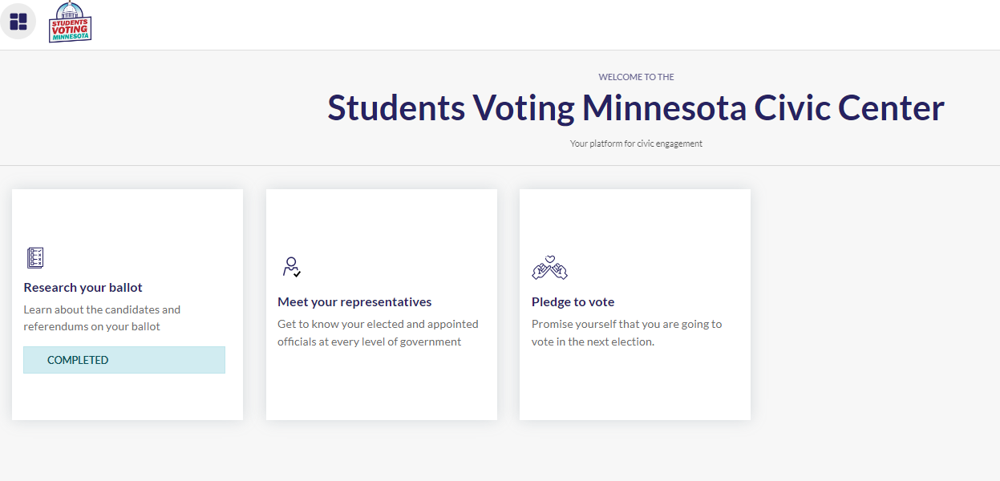 STUDENTS
VOTING
MINNESOTA
WELCOME TO THE
Students Voting Minnesota Civic Center
Your platform for civic engagement
Research your ballot
Learn about the candidates and
referendums on your ballot
COMPLETED
Meet your representatives
Get to know your elected and appointed
officials at every level of government
Pledge to vote
Promise yourself that you are going to
vote in the next election.